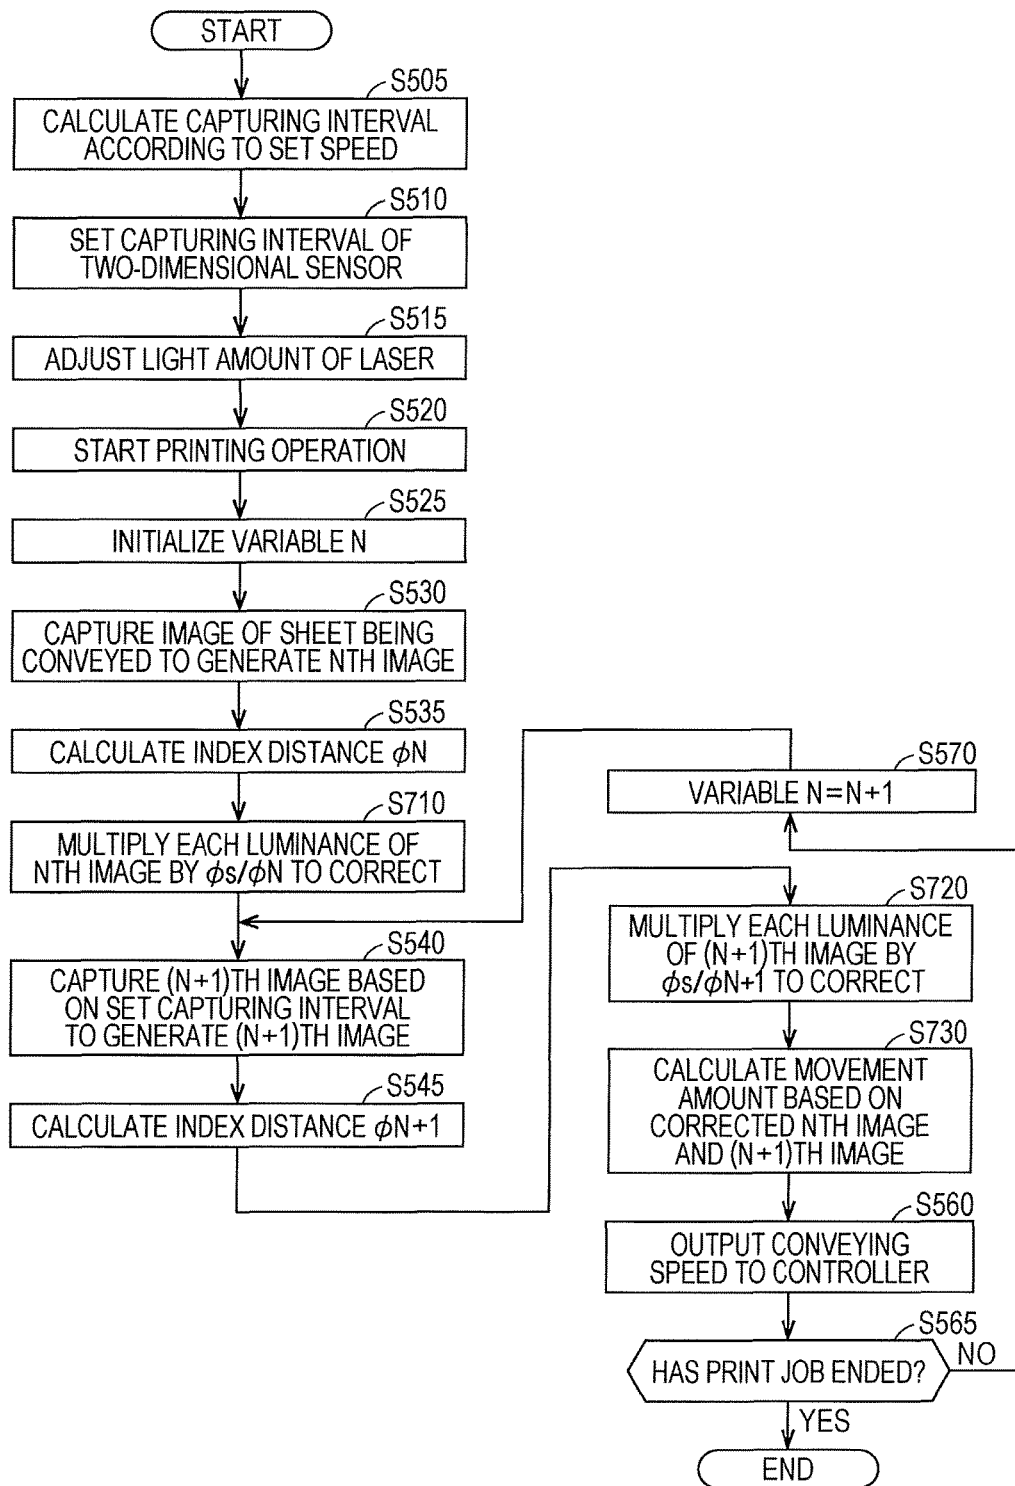 START
S505
CALCULATE CAPTURING INTERVAL
ACCORDING TO SET SPEED
S510
SET CAPTURING INTERVAL OF
TWO-DIMENSIONAL SENSOR
S515
ADJUST LIGHT AMOUNT OF LASER
S520
START PRINTING OPERATION
S525
INITIALIZE VARIABLE N
S530
CAPTURE IMAGE OF SHEET BEING
CONVEYED TO GENERATE NTH IMAGE
S535
CALCULATE INDEX DISTANCE ϕN
S710
MULTIPLY EACH LUMINANCE OF
NTH IMAGE BY ϕs/ϕN TO CORRECT
S540
CAPTURE (N+1)TH IMAGE BASED
ON SET CAPTURING INTERVAL
TO GENERATE (N+1)TH IMAGE
S545
CALCULATE INDEX DISTANCE ϕN+1
S570
VARIABLE N=N+1
S720
MULTIPLY EACH LUMINANCE
OF (N+1)TH IMAGE BY
ϕs/ϕN+1 TO CORRECT
S730
CALCULATE MOVEMENT
AMOUNT BASED ON
CORRECTED NTH IMAGE
AND (N+1)TH IMAGE
S560
OUTPUT CONVEYING
SPEED TO CONTROLLER
S565
HAS PRINT JOB ENDED?
NO
YES
END